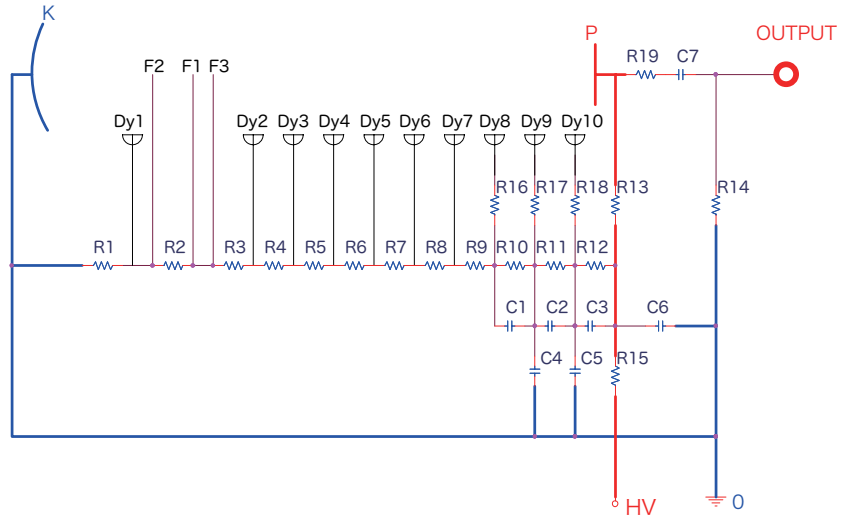 K
P
OUTPUT
R19 C7
F2 F1 F3
Dy1 Dy2 Dy3 Dy4 Dy5 Dy6 Dy7 Dy8 Dy9 Dy10
R16 R17 R18 R13 R14
R1 R2 R3 R4 R5 R6 R7 R8 R9 R10 R11 R12
C1 C2 C3 C6
C4 C5 R15
HV 0